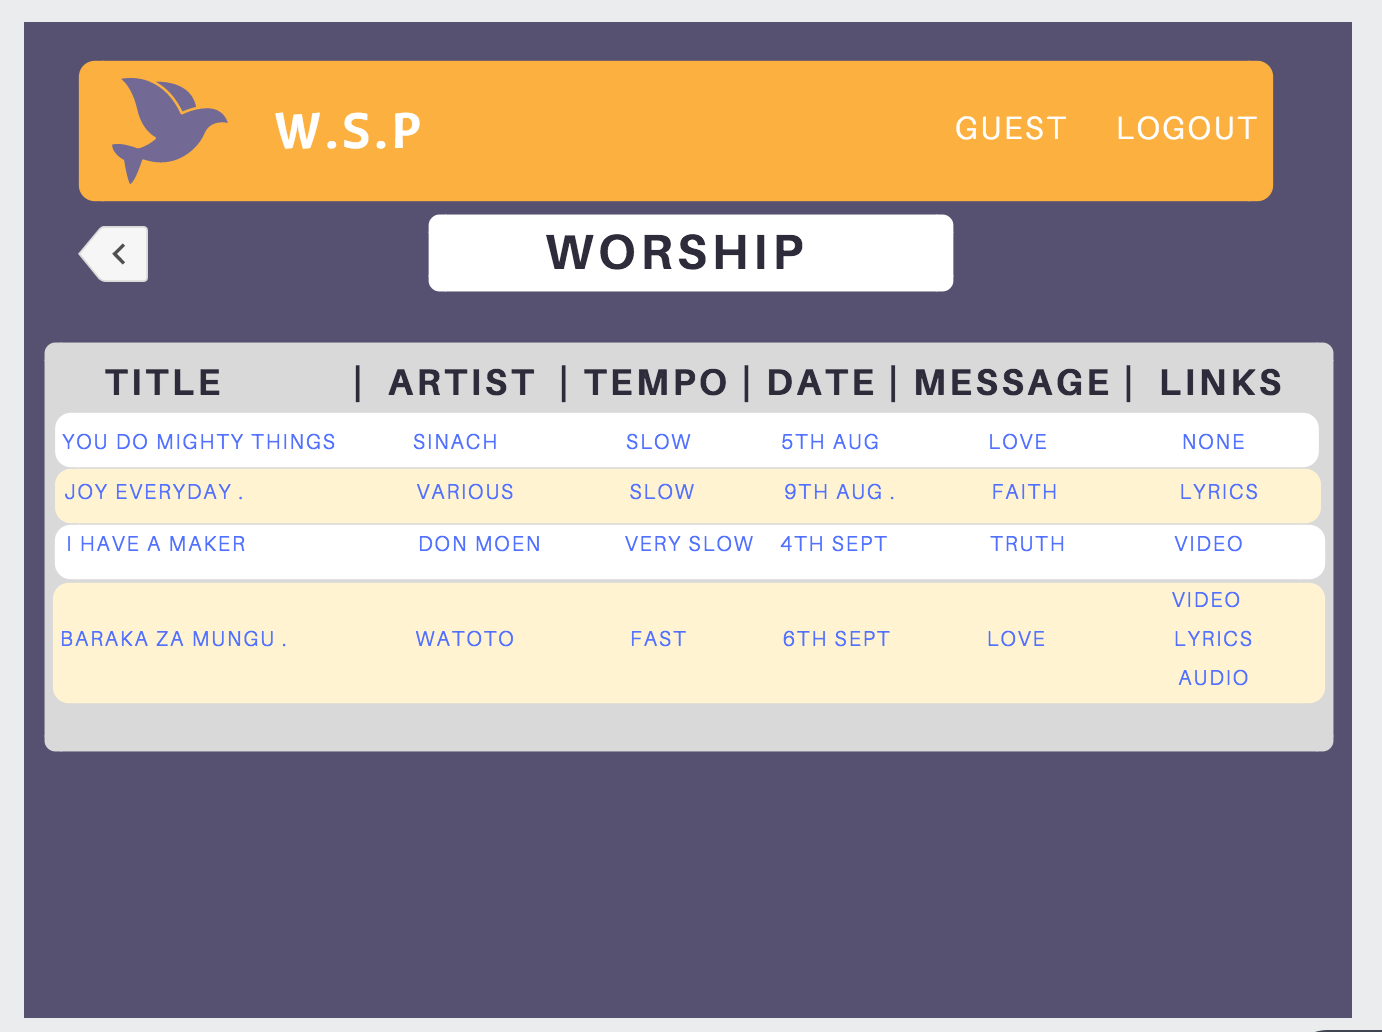 W.S.P GUEST LOGOUT
WORSHIP
TITLE | ARTIST | TEMPO | DATE | MESSAGE | LINKS
YOU DO MIGHTY THINGS SINACH SLOW 5TH AUG LOVE NONE
JOY EVERYDAY . VARIOUS SLOW 9TH AUG . FAITH LYRICS
I HAVE A MAKER DON MOEN VERY SLOW 4TH SEPT TRUTH VIDEO
VIDEO
BARAKA ZA MUNGU . WATOTO FAST 6TH SEPT LOVE LYRICS
AUDIO